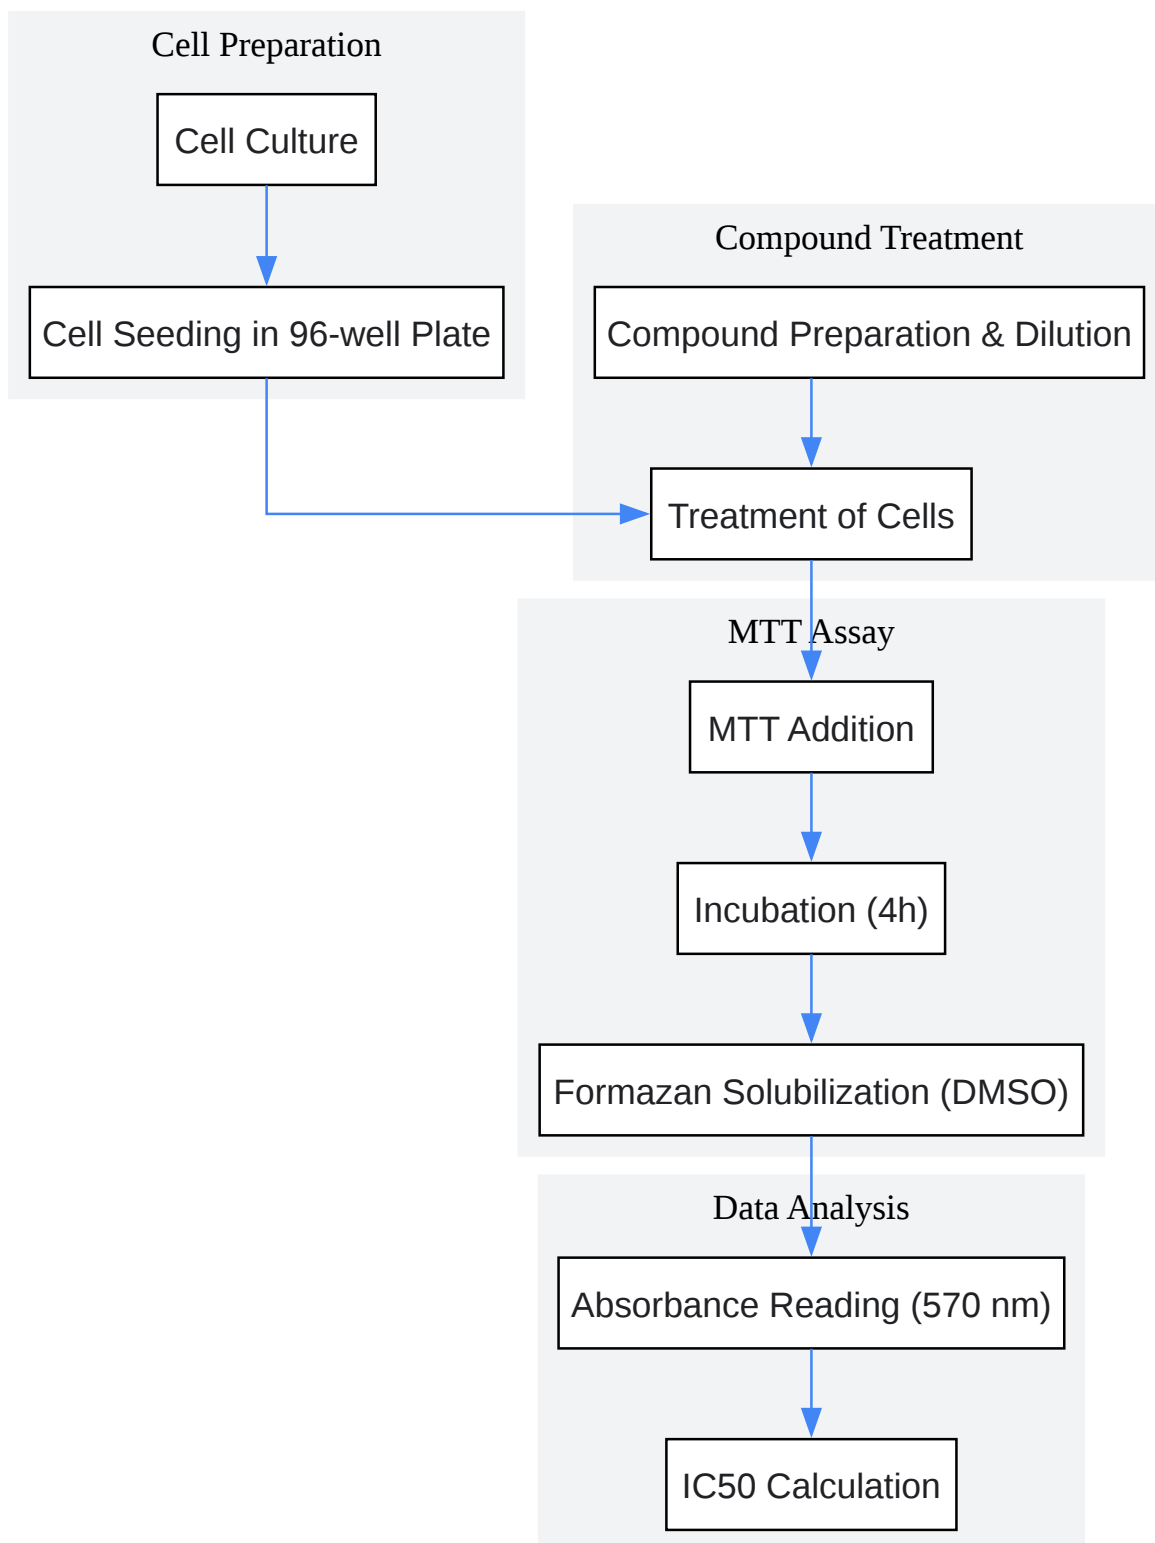 Cell Preparation
Cell Culture
Cell Seeding in 96-well Plate
Compound Treatment
Compound Preparation & Dilution
Treatment of Cells
MTT Assay
MTT Addition
Incubation (4h)
Formazan Solubilization (DMSO)
Data Analysis
Absorbance Reading (570 nm)
IC50 Calculation